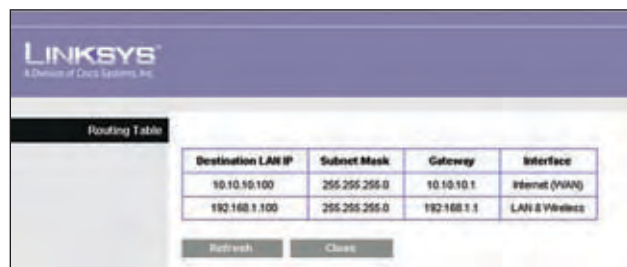 LINKSYS
A Division of Cisco Systems, Inc.
Routing Table
Destination LAN IP Subnet Mask Gateway Interface
10.10.10.100 255.255.255.0 10.10.10.1 Internet (WAN)
192.168.1.100 255.255.255.0 192.168.1.1 LAN & Wireless
Refresh Close